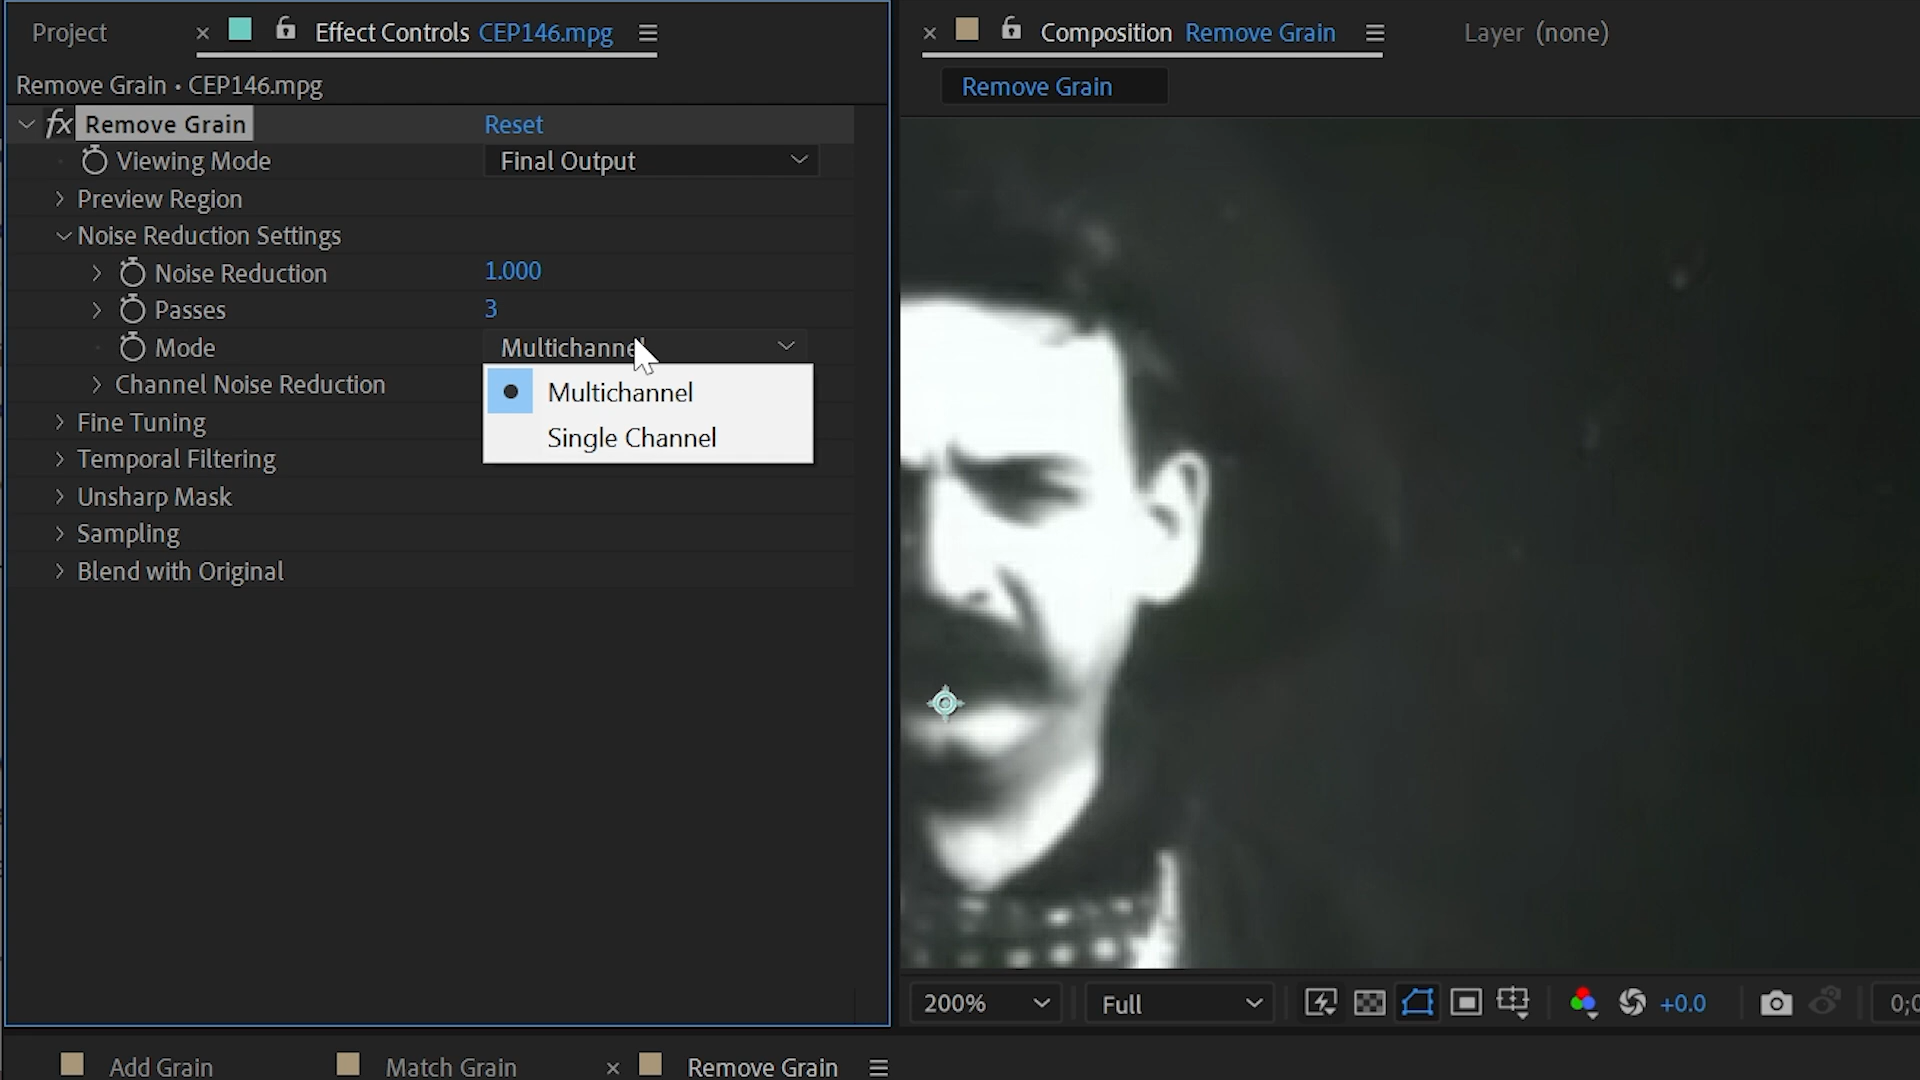 Project
Effect Controls CEP146.mpg
Remove Grain • CEP146.mpg
fx Remove Grain Reset
Viewing Mode Final Output
Preview Region
Noise Reduction Settings
Noise Reduction 1.000
Passes 3
Mode Multichannel
Multichannel
Single Channel
Channel Noise Reduction
Fine Tuning
Temporal Filtering
Unsharp Mask
Sampling
Blend with Original
Composition Remove Grain
Layer (none)
Remove Grain
200%
Full
+0.0
Add Grain
Match Grain
Remove Grain